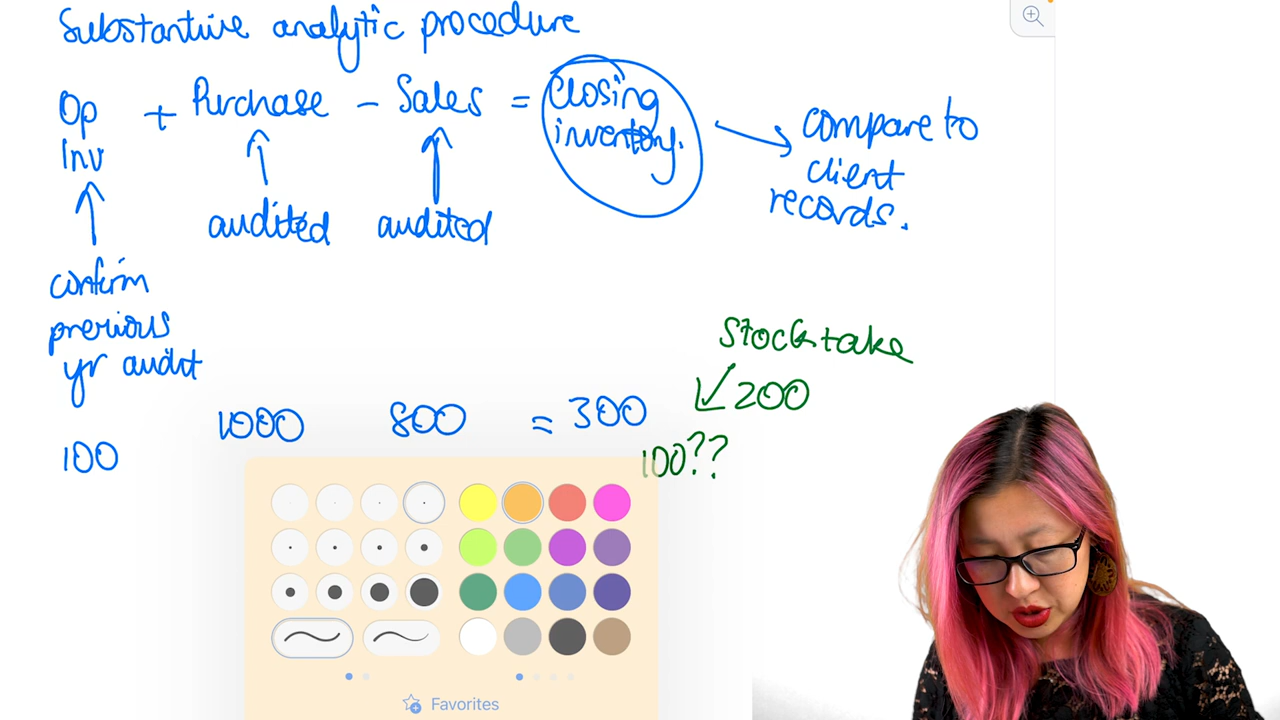 Substantive analytic procedure
Op + Purchase - Sales = Closing
Inv
inventory.
compare to
client
records.
audited audited
confirm
previous
yr audit
Stocktake
200
100 1000 800 = 300
100??
Favorites